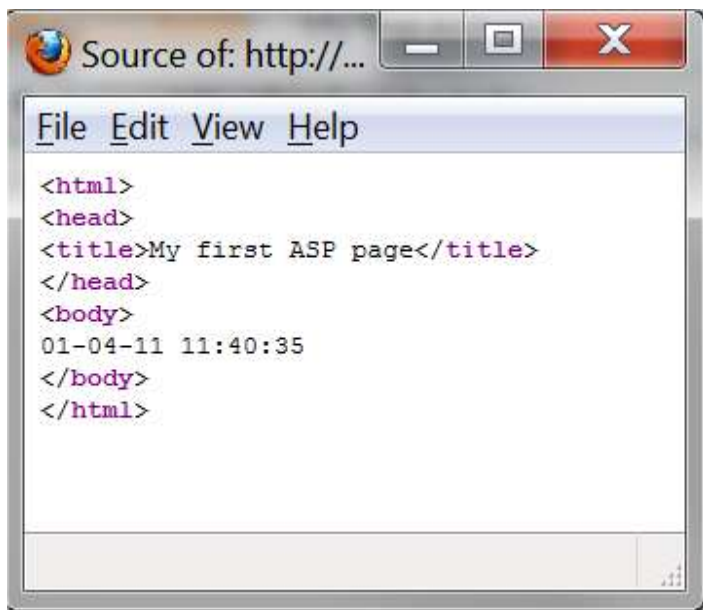 Source of: http://...
File Edit View Help
<html>
<head>
<title>My first ASP page</title>
</head>
<body>
01-04-11 11:40:35
</body>
</html>